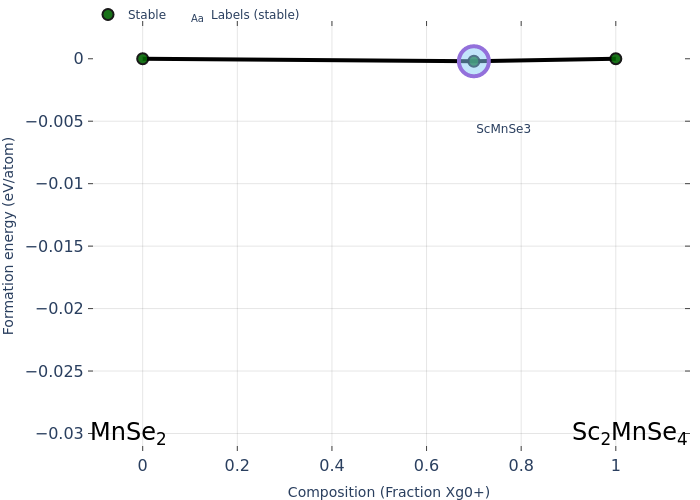 Stable
Aa Labels (stable)
0
−0.005
−0.01
−0.015
−0.02
−0.025
−0.03
Formation energy (eV/atom)
ScMnSe3
MnSe₂
Sc₂MnSe₄
0 0.2 0.4 0.6 0.8 1
Composition (Fraction Xg0+)